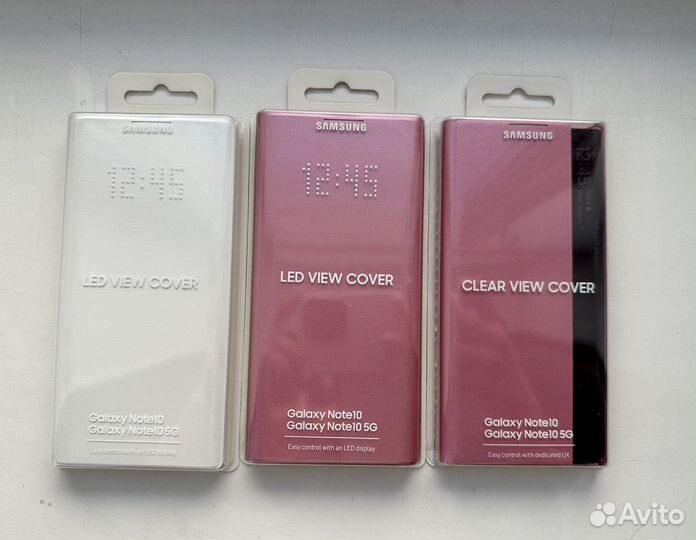 SAMSUNG
12:45
LED VIEW COVER
Galaxy Note10
Galaxy Note10 5G
Easy control with an LED display
SAMSUNG
12:45
LED VIEW COVER
Galaxy Note10
Galaxy Note10 5G
Easy control with an LED display
SAMSUNG
12:45
CLEAR VIEW COVER
Galaxy Note10
Galaxy Note10 5G
Easy control with dedicated UX
Avito